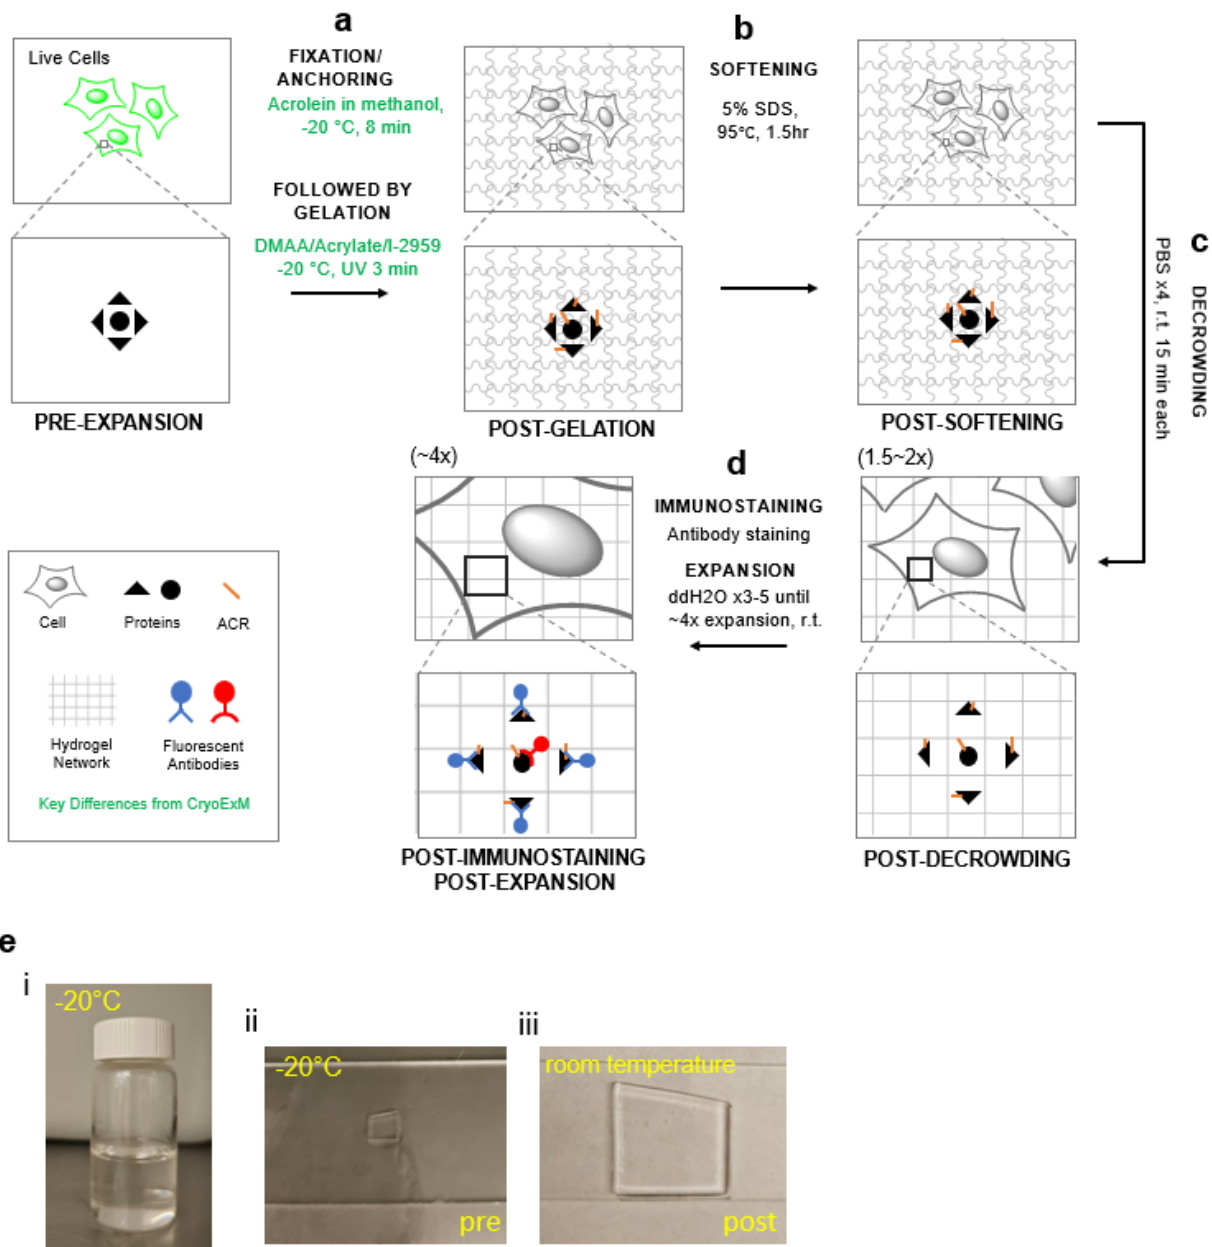 a
Live Cells
FIXATION/
ANCHORING
Acrolein in methanol,
-20 °C, 8 min
FOLLOWED BY
GELATION
DMAA/Acrylate/I-2959
-20 °C, UV 3 min
PRE-EXPANSION
POST-GELATION
b
SOFTENING
5% SDS,
95°C, 1.5hr
POST-SOFTENING
c
DECROWDING
PBS x4, r.t. 15 min each
(1.5~2x)
POST-DECROWDING
d
IMMUNOSTAINING
Antibody staining
EXPANSION
ddH2O x3-5 until
~4x expansion, r.t.
(~4x)
POST-IMMUNOSTAINING
POST-EXPANSION
Cell
Proteins
ACR
Hydrogel
Network
Fluorescent
Antibodies
Key Differences from CryoExM
e
i
-20°C
ii
-20°C
pre
iii
room temperature
post